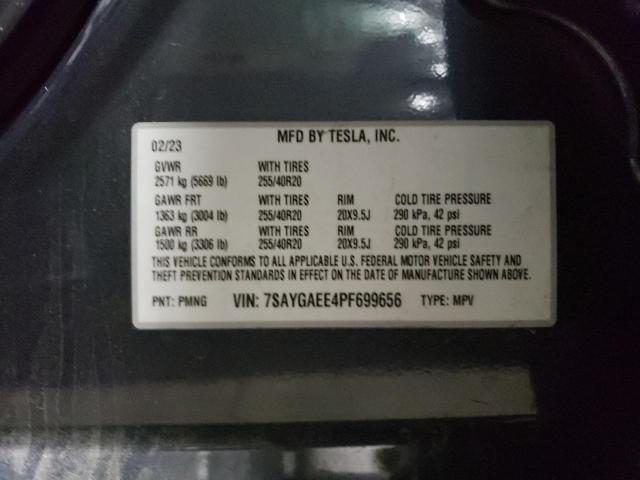 MFD BY TESLA, INC.
02/23
GVWR WITH TIRES
2571 kg (5669 lb) 255/40R20
GAWR FRT WITH TIRES RIM COLD TIRE PRESSURE
1363 kg (3004 lb) 255/40R20 20X9.5J 290 kPa, 42 psi
GAWR RR WITH TIRES RIM COLD TIRE PRESSURE
1500 kg (3306 lb) 255/40R20 20X9.5J 290 kPa, 42 psi
THIS VEHICLE CONFORMS TO ALL APPLICABLE U.S. FEDERAL MOTOR VEHICLE SAFETY AND
THEFT PREVENTION STANDARDS IN EFFECT ON THE DATE OF MANUFACTURE SHOWN ABOVE.
PNT: PMNG VIN: 7SAYGAEE4PF699656 TYPE: MPV